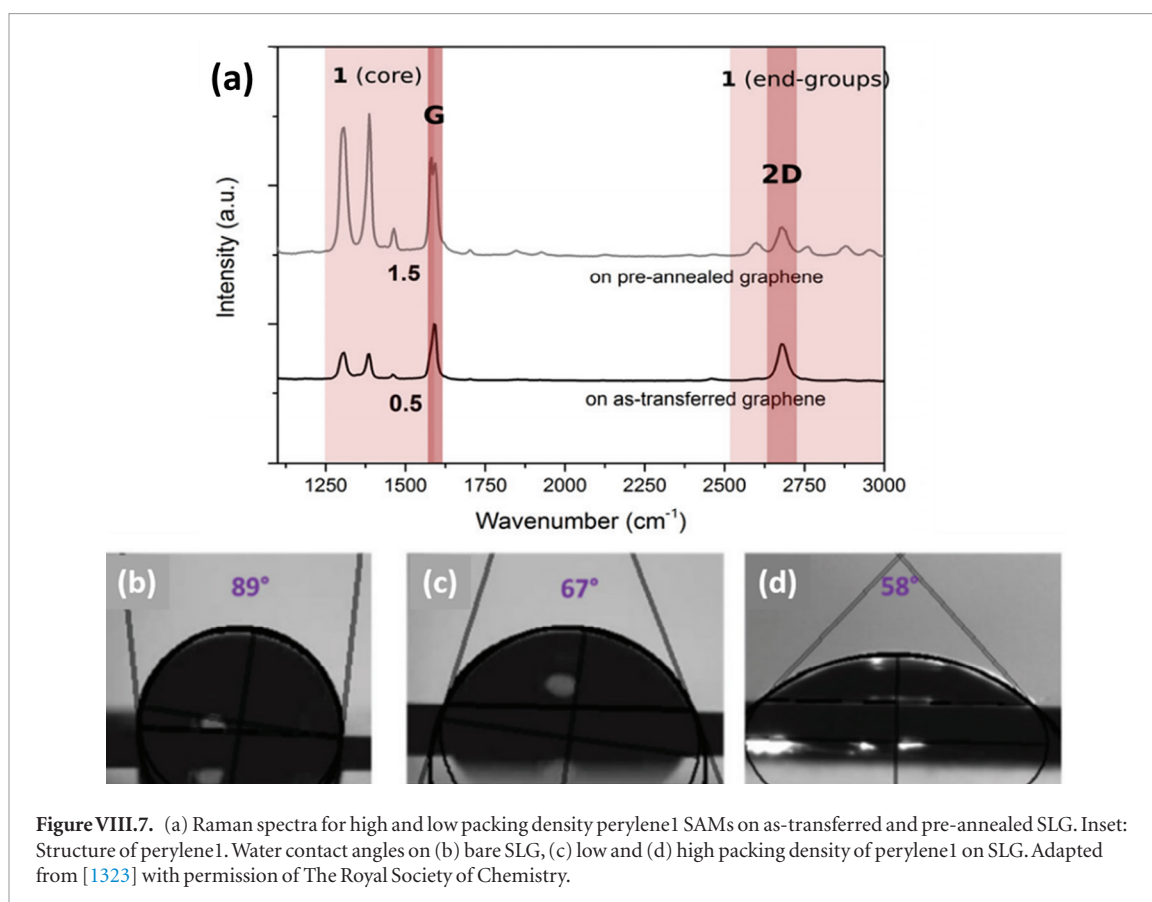 (a)
1 (core)
1 (end-groups)
G
2D
Intensity (a.u.)
1.5
on pre-annealed graphene
0.5
on as-transferred graphene
1250 1500 1750 2000 2250 2500 2750 3000
Wavenumber (cm⁻¹)
(b) 89°
(c) 67°
(d) 58°
Figure VIII.7. (a) Raman spectra for high and low packing density perylene1 SAMs on as-transferred and pre-annealed SLG. Inset:
Structure of perylene1. Water contact angles on (b) bare SLG, (c) low and (d) high packing density of perylene1 on SLG. Adapted
from [1323] with permission of The Royal Society of Chemistry.